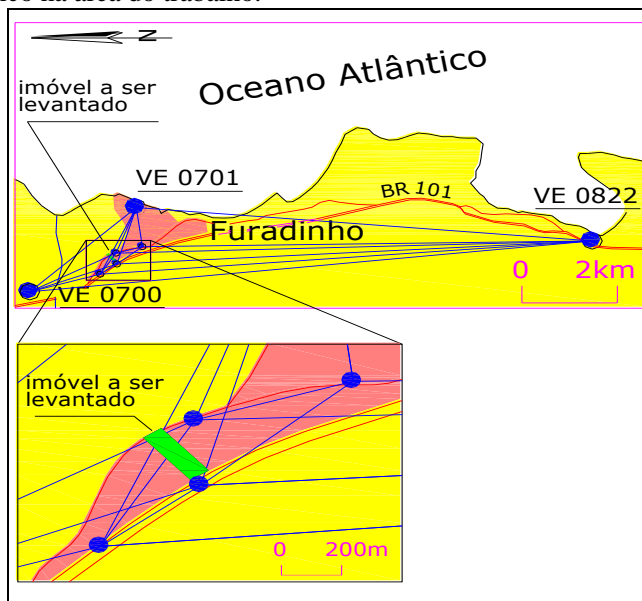 N
Oceano Atlântico
imóvel a ser
levantado
VE 0701
BR 101
VE 0822
Furadinho
VE 0700
0 2km
imóvel a ser
levantado
0 200m